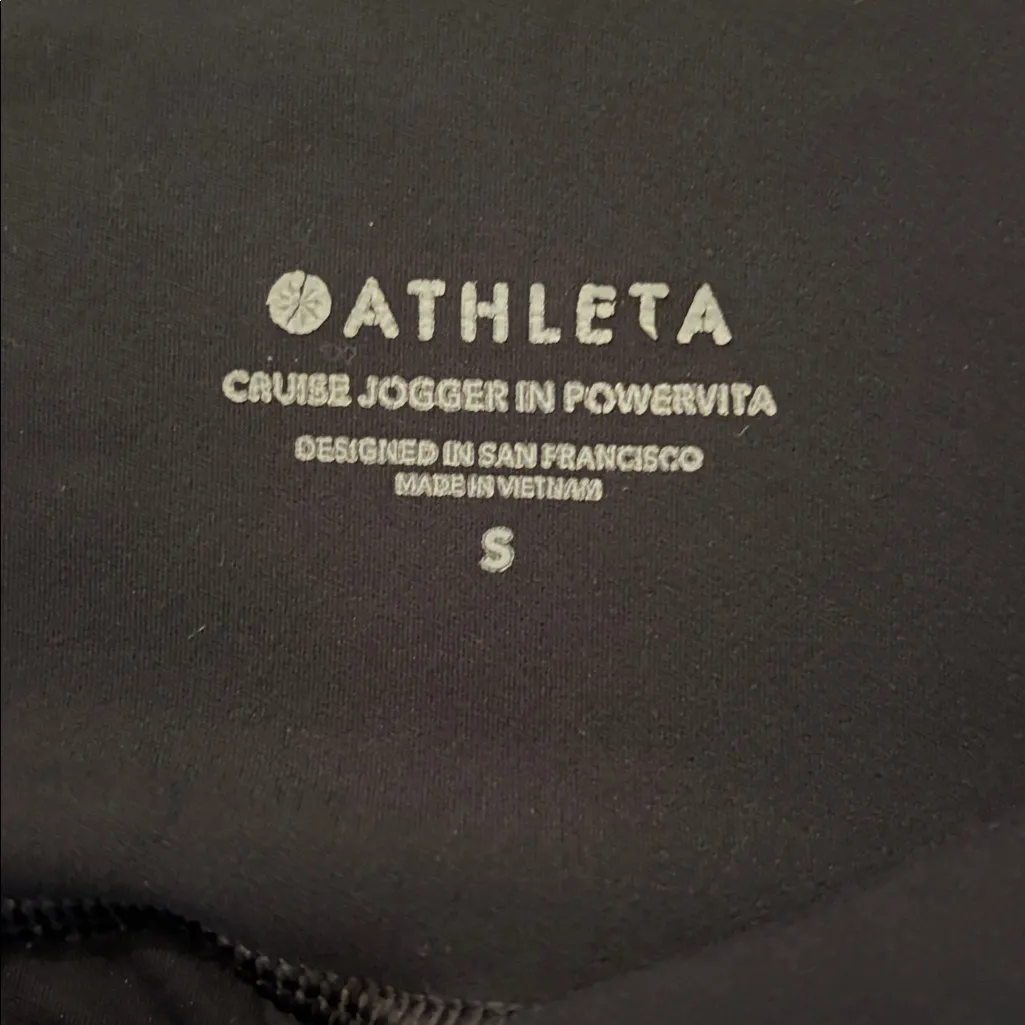 ATHLETA
CRUISE JOGGER IN POWERVITA
DESIGNED IN SAN FRANCISCO
MADE IN VIETNAM
S